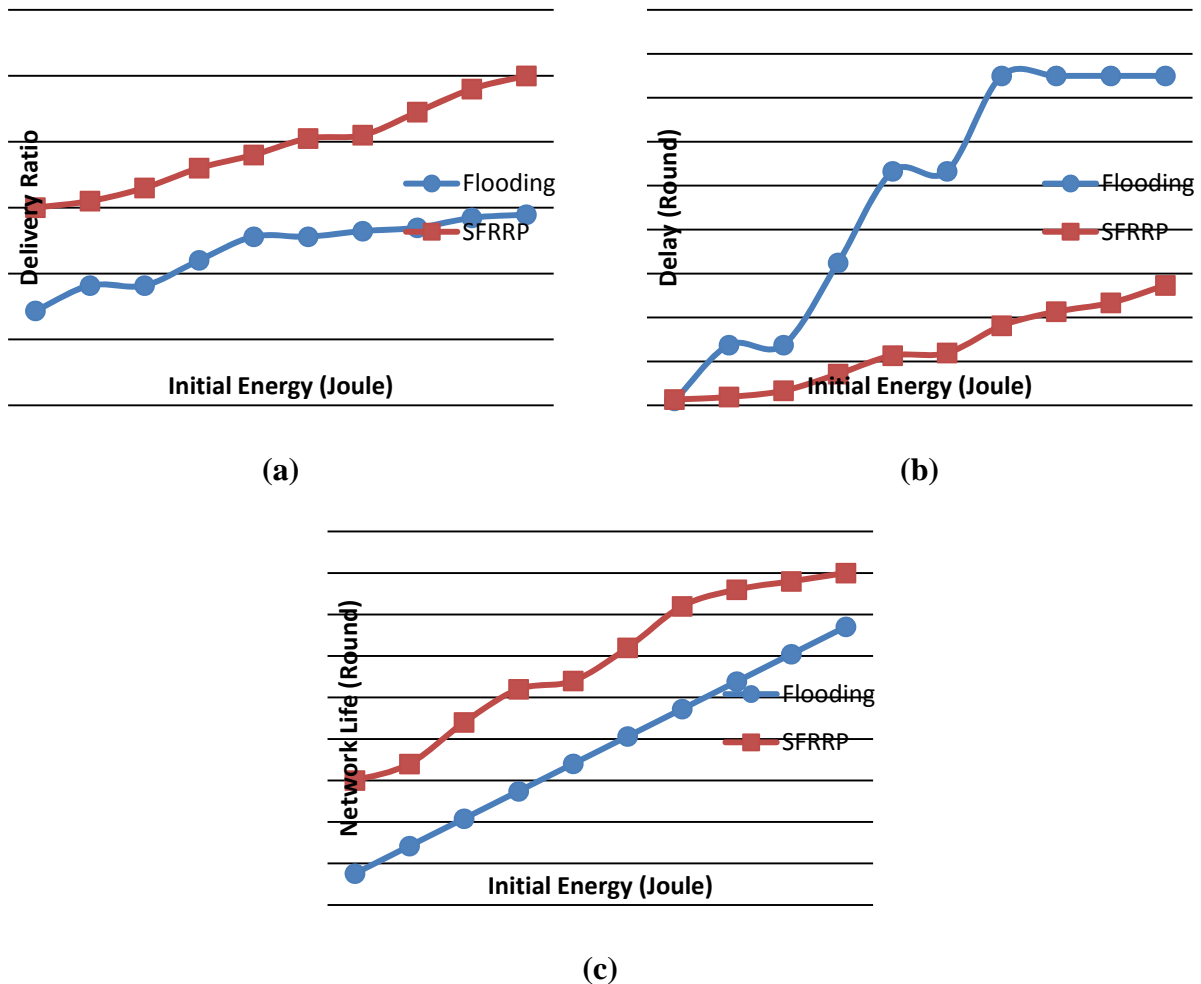 Delivery Ratio
Flooding
SFRRP
Initial Energy (Joule)
(a)
Delay (Round)
Flooding
SFRRP
Initial Energy (Joule)
(b)
Network Life (Round)
Flooding
SFRRP
Initial Energy (Joule)
(c)